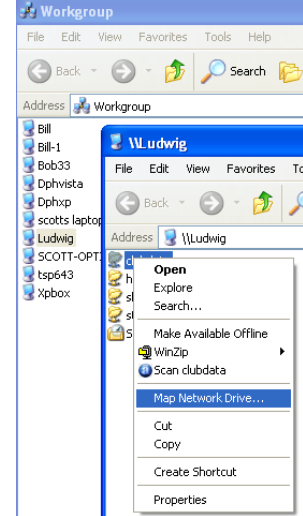 Workgroup
File Edit View Favorites Tools Help
Back Search
Address Workgroup
Bill
Bill-1
Bob33
Dphvista
Dphxp
scotts laptop
Ludwig
SCOTT-OPTI
tsp643
Xpbox
\\Ludwig
File Edit View Favorites
Back
Address \\Ludwig
Open
Explore
Search...
Make Available Offline
WinZip
Scan clubdata
Map Network Drive...
Cut
Copy
Create Shortcut
Properties